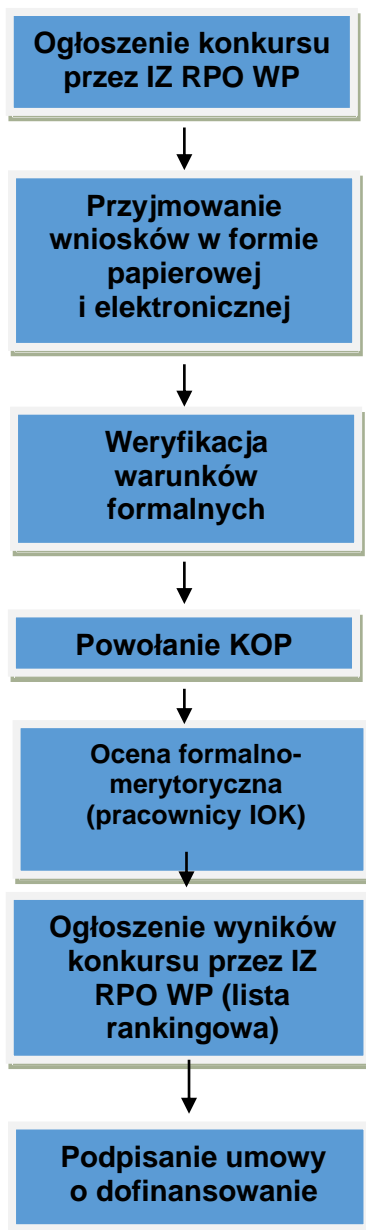 Ogłoszenie konkursu
przez IZ RPO WP
Przyjmowanie
wniosków w formie
papierowej
i elektronicznej
Weryfikacja
warunków
formalnych
Powołanie KOP
Ocena formalno-
merytoryczna
(pracownicy IOK)
Ogłoszenie wyników
konkursu przez IZ
RPO WP (lista
rankingowa)
Podpisanie umowy
o dofinansowanie